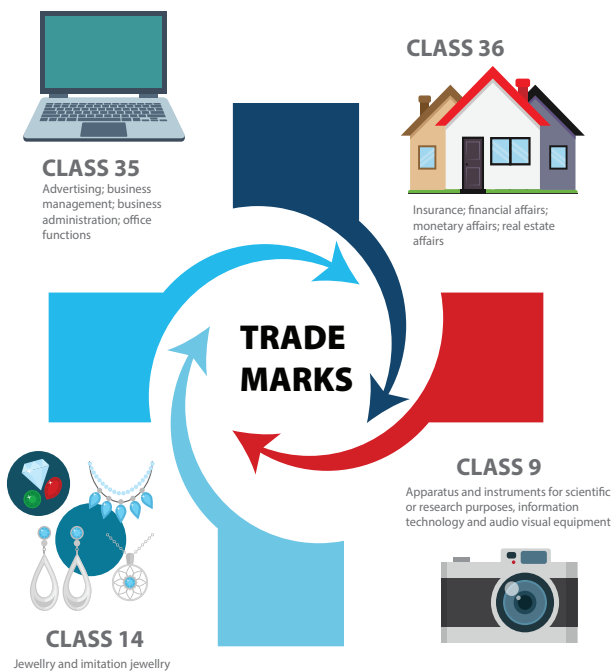 CLASS 35
Advertising; business
management; business
administration; office
functions
CLASS 36
Insurance; financial affairs;
monetary affairs; real estate
affairs
TRADE
MARKS
CLASS 9
Apparatus and instruments for scientific
or research purposes, information
technology and audio visual equipment
CLASS 14
Jewellry and imitation jewellry